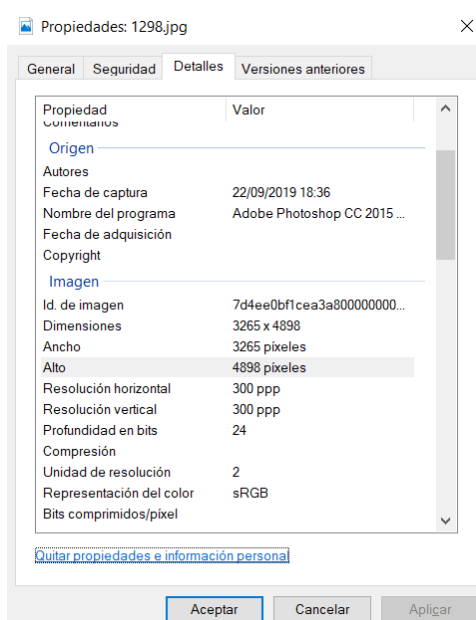 Propiedades: 1298.jpg
General Seguridad Detalles Versiones anteriores
Propiedad Valor
Comentarios
Origen
Autores
Fecha de captura 22/09/2019 18:36
Nombre del programa Adobe Photoshop CC 2015 ...
Fecha de adquisición
Copyright
Imagen
Id. de imagen 7d4ee0bf1cea3a800000000...
Dimensiones 3265 x 4898
Ancho 3265 píxeles
Alto 4898 píxeles
Resolución horizontal 300 ppp
Resolución vertical 300 ppp
Profundidad en bits 24
Compresión
Unidad de resolución 2
Representación del color sRGB
Bits comprimidos/píxel
Quitar propiedades e información personal
Aceptar Cancelar Aplicar